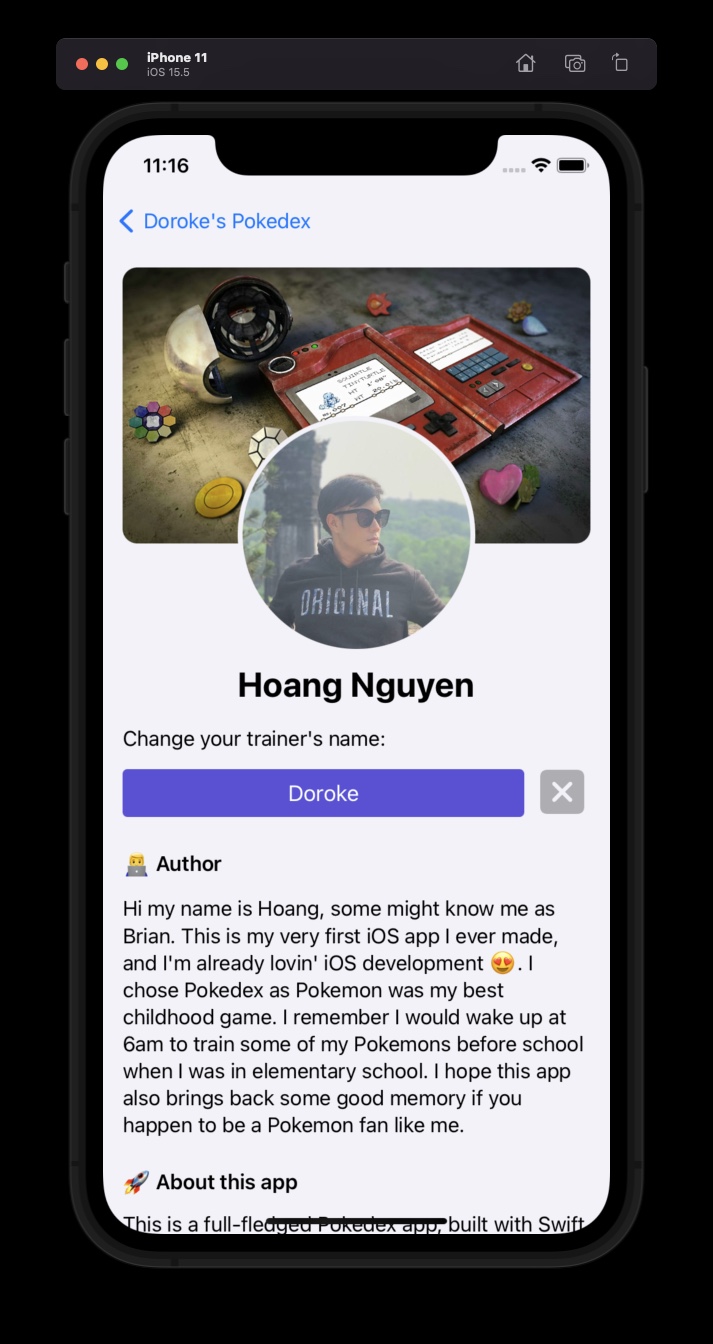 iPhone 11
iOS 15.5
11:16
Doroke's Pokedex
SQUIRTLE
TINYTURTLE
HT
WT
ORIGINAL
Hoang Nguyen
Change your trainer's name:
Doroke
👨‍💻 Author
Hi my name is Hoang, some might know me as
Brian. This is my very first iOS app I ever made,
and I'm already lovin' iOS development 😍. I
chose Pokedex as Pokemon was my best
childhood game. I remember I would wake up at
6am to train some of my Pokemons before school
when I was in elementary school. I hope this app
also brings back some good memory if you
happen to be a Pokemon fan like me.
🚀 About this app
This is a full-fledged Pokedex app, built with Swift